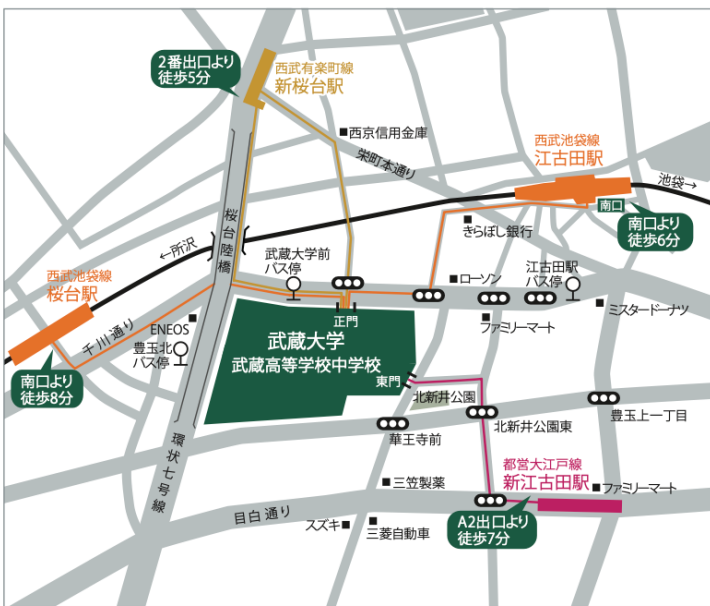 2番出口より
徒歩5分
西武有楽町線
新桜台駅
西京信用金庫
栄町本通り
西武池袋線
江古田駅
池袋→
南口
南口より
徒歩6分
きらぼし銀行
桜台陸橋
←所沢
武蔵大学前
バス停
ローソン
江古田駅
バス停
西武池袋線
桜台駅
千川通り
ENEOS
豊玉北
バス停
正門
ファミリーマート
ミスタードーナツ
武蔵大学
武蔵高等学校中学校
南口より
徒歩8分
東門
北新井公園
華王寺前
北新井公園東
豊玉上一丁目
環状七号線
都営大江戸線
新江古田駅
三笠製薬
ファミリーマート
目白通り
スズキ
三菱自動車
A2出口より
徒歩7分